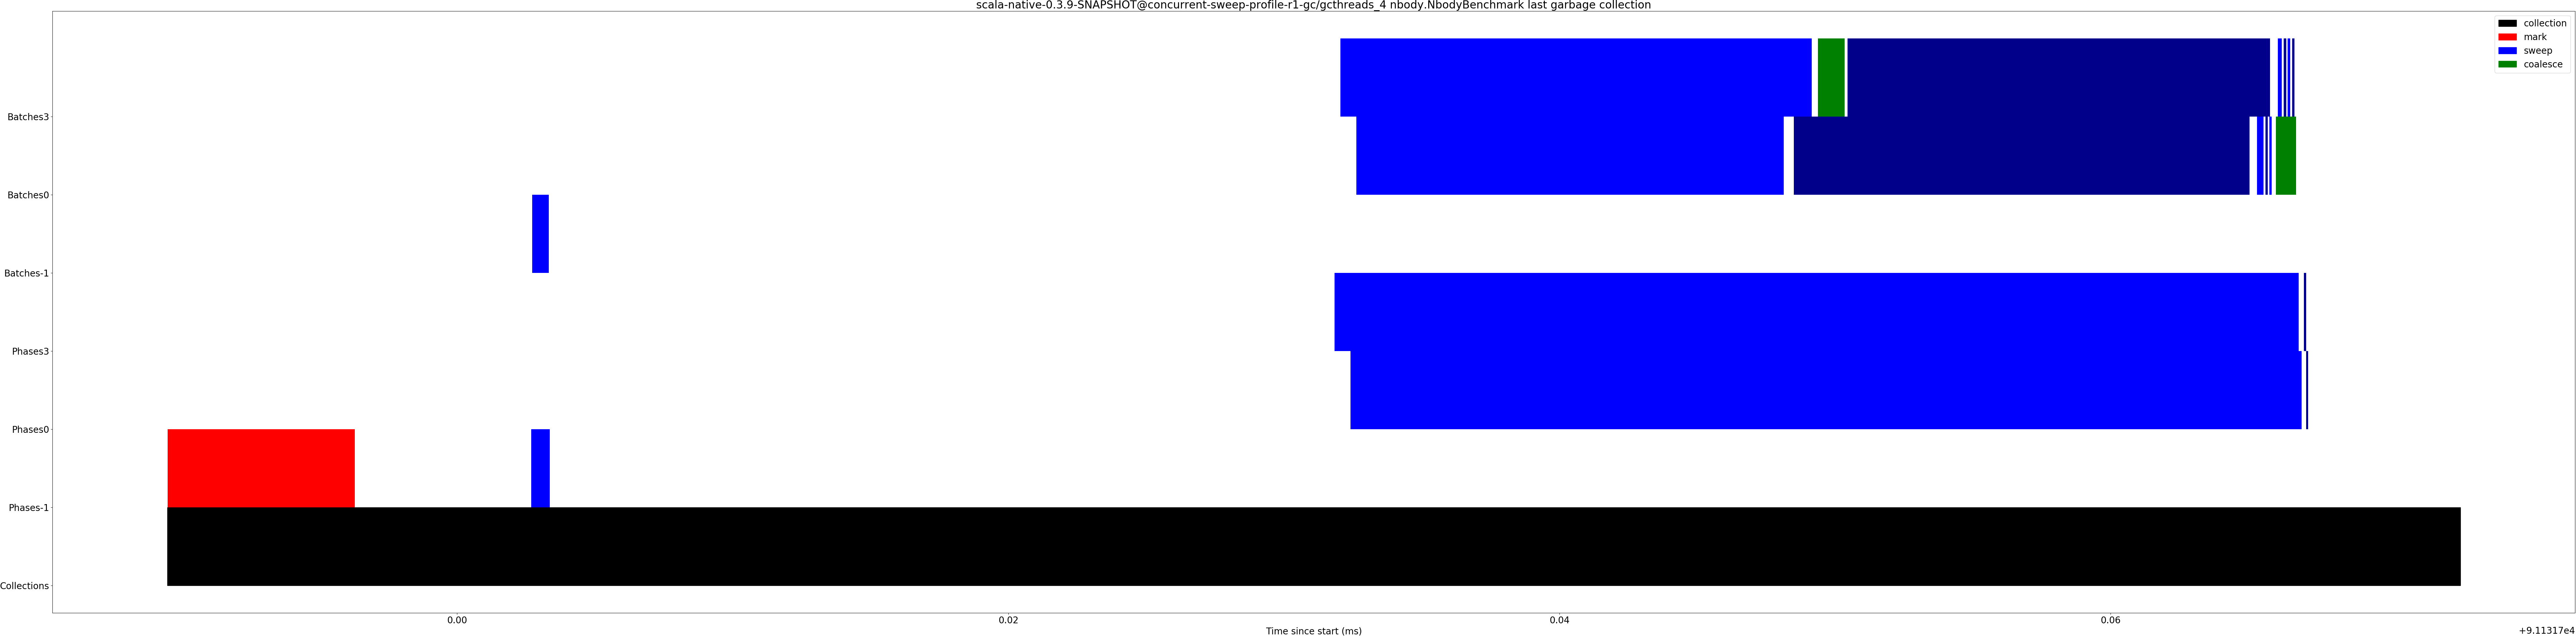 scala-native-0.3.9-SNAPSHOT@concurrent-sweep-profile-r1-gc/gcthreads_4 nbody.NbodyBenchmark last garbage collection
collection
mark
sweep
coalesce
Batches3
Batches0
Batches-1
Phases3
Phases0
Phases-1
Collections
0.00
0.02
0.04
0.06
Time since start (ms)
+9.11317e4